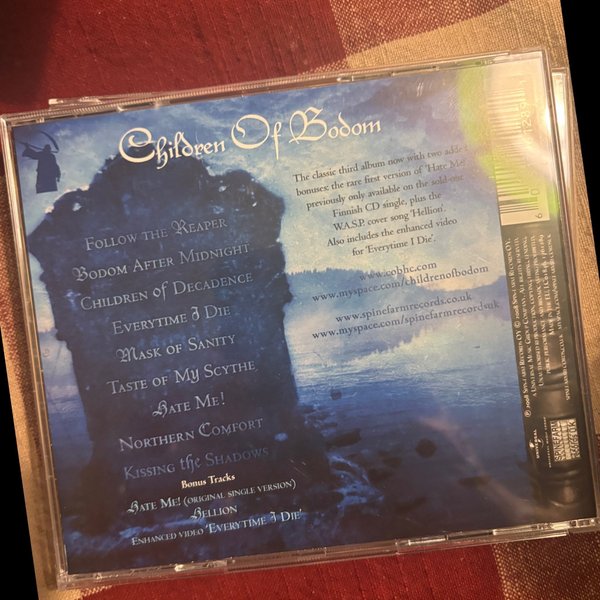 Children Of Bodom
The classic third album now with two added
bonuses: the rare first version of 'Hate Me!'
previously only available on the sold-out
Finnish CD single, plus the
W.A.S.P. cover song 'Hellion'.
Also includes the enhanced video
for 'Everytime I Die'.
www.cobhc.com
www.myspace.com/childrenofbodom
www.spinefarmrecords.co.uk
www.myspace.com/spinefarmrecordsuk
Follow the Reaper
Bodom After Midnight
Children of Decadence
Everytime I Die
Mask of Sanity
Taste of My Scythe
Hate Me!
Northern Comfort
Kissing the Shadows
Bonus Tracks
Hate Me! (original single version)
Hellion
Enhanced video 'Everytime I Die'